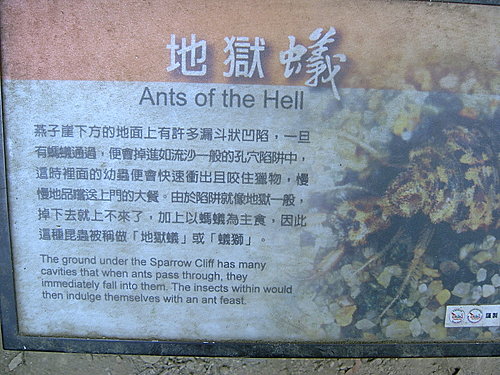 地獄蟻
Ants of the Hell
燕子崖下方的地面上有許多漏斗狀凹陷，一旦
有螞蟻通過，便會掉進如流沙一般的孔穴陷阱中，
這時裡面的幼蟲便會快速衝出且咬住獵物，慢
慢地品嚐送上門的大餐。由於陷阱就像地獄一般，
掉下去就上不來了，加上以螞蟻為主食，因此
這種昆蟲被稱做「地獄蟻」或「蟻獅」。
The ground under the Sparrow Cliff has many
cavities that when ants pass through, they
immediately fall into them. The insects within would
then indulge themselves with an ant feast.